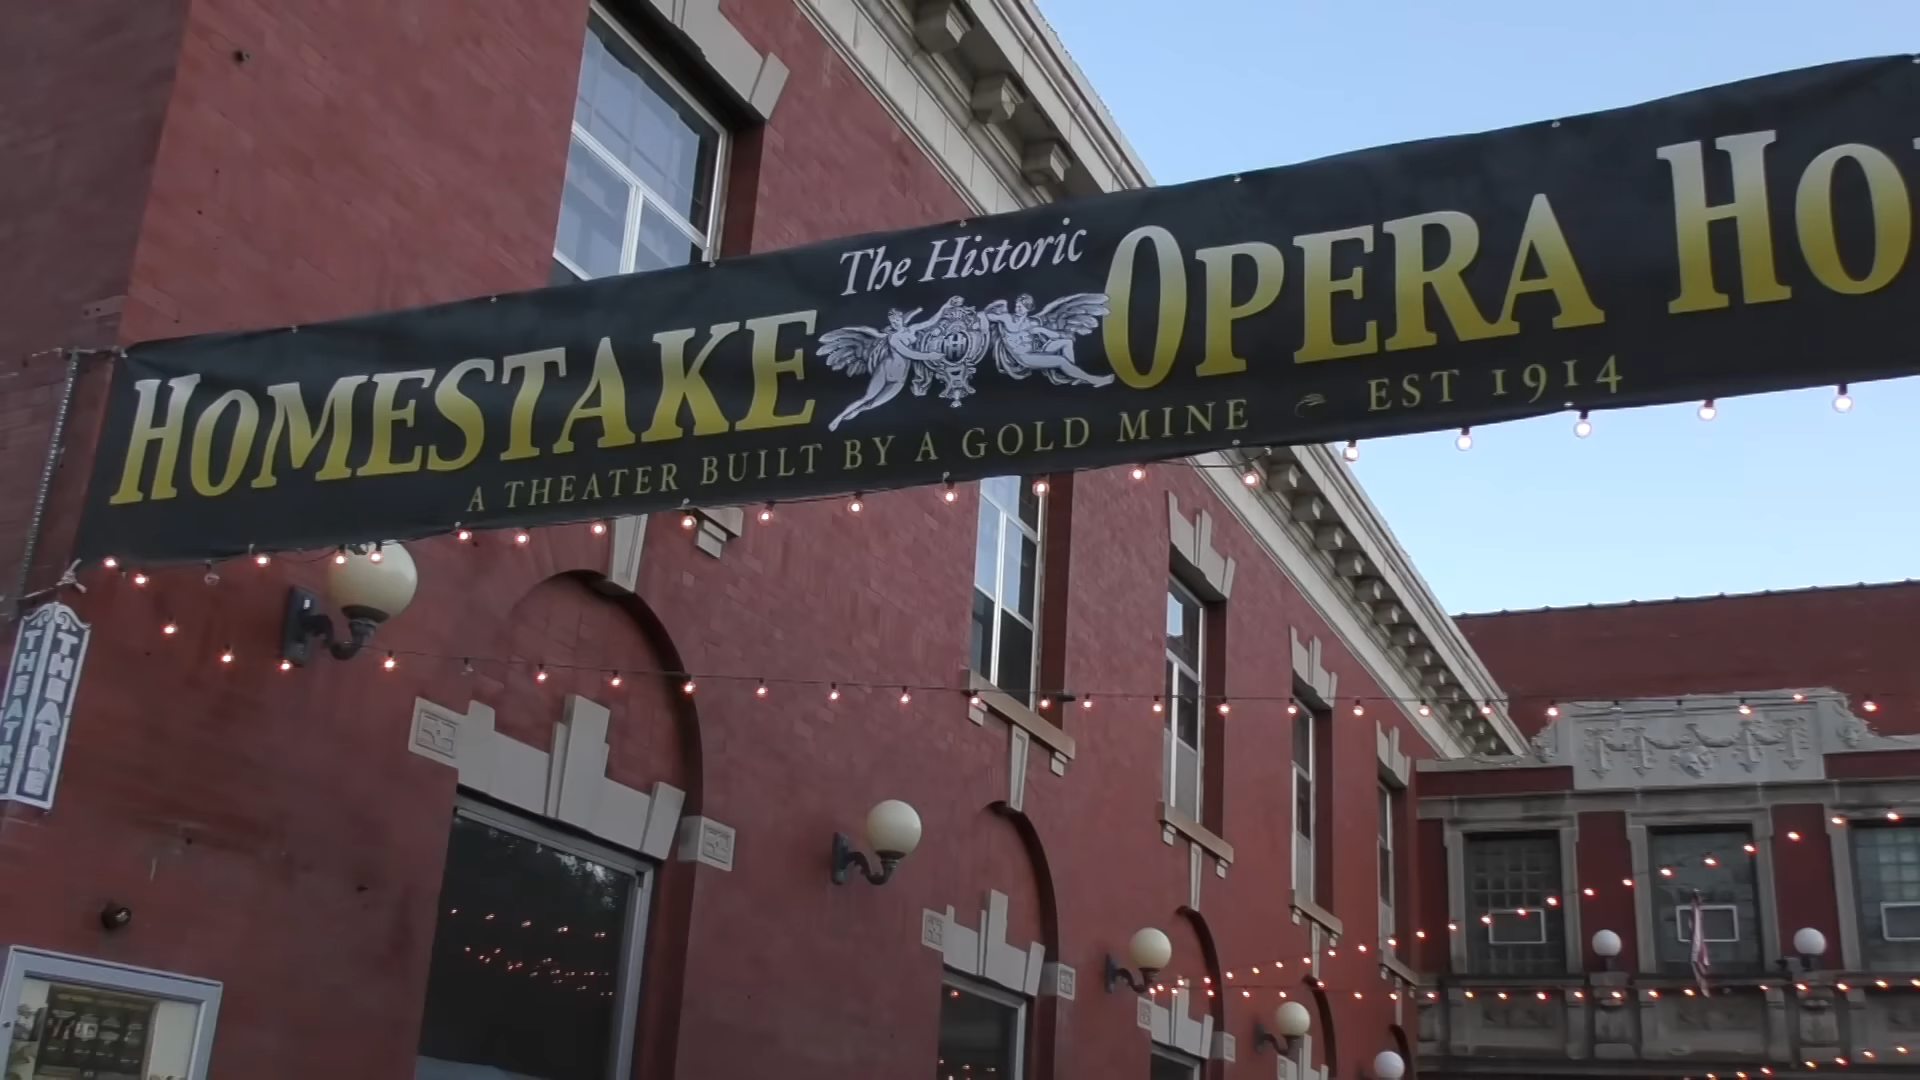 The Historic
HOMESTAKE OPERA HO
A THEATER BUILT BY A GOLD MINE EST 1914
THEATRE
THEATRE